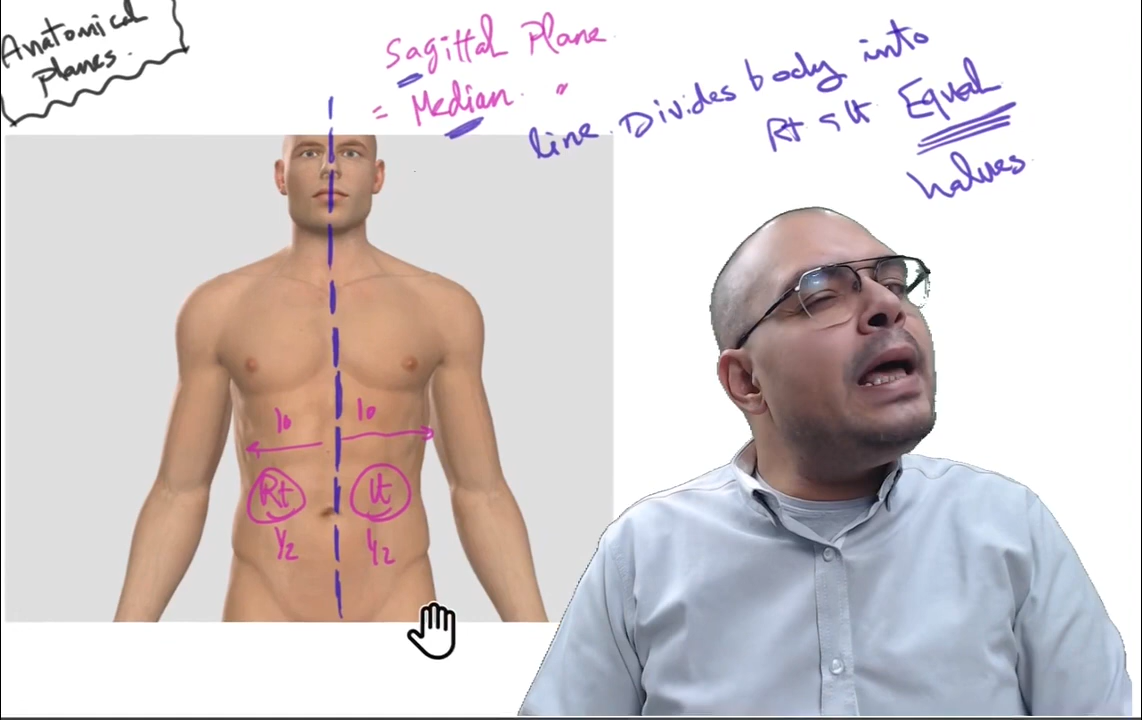 Anatomical
planes.
Sagittal Plane
= Median "
line. Divides body into
Rt & Lt Equal
halves
10 10
Rt Lt
1/2 1/2